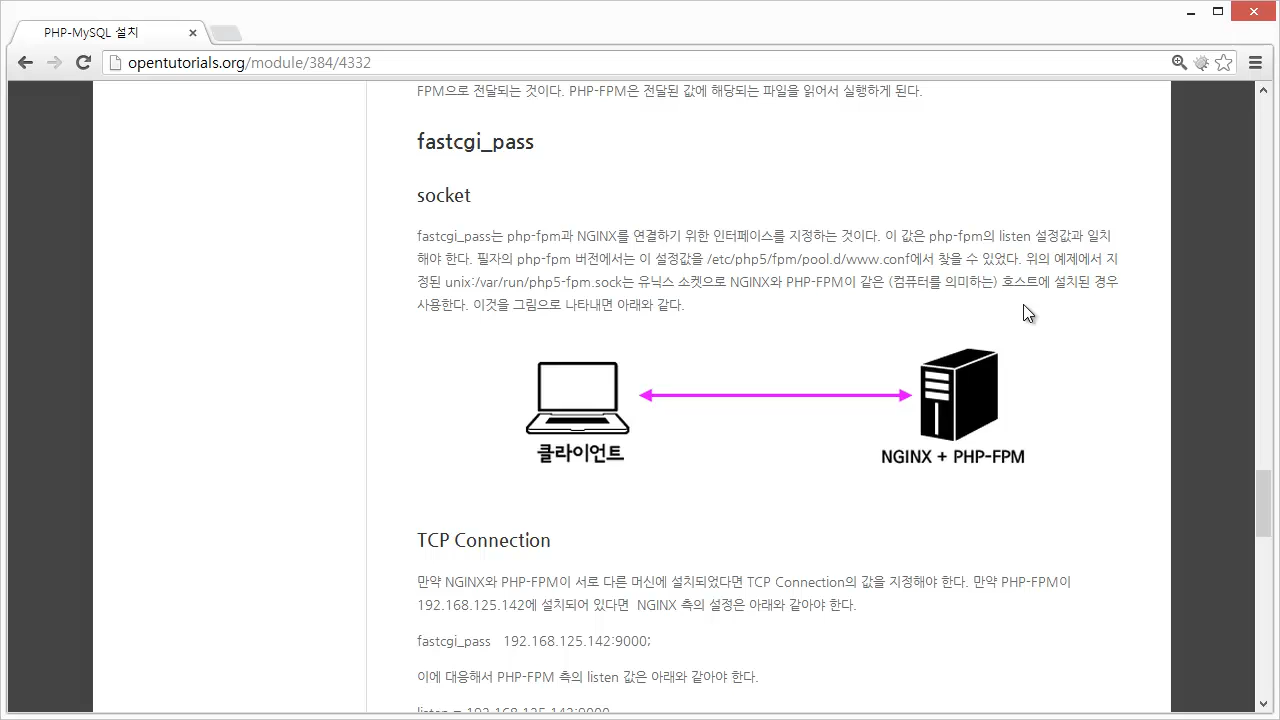 PHP-MySQL 설치
opentutorials.org/module/384/4332
FPM으로 전달되는 것이다. PHP-FPM은 전달된 값에 해당되는 파일을 읽어서 실행하게 된다.
fastcgi_pass
socket
fastcgi_pass는 php-fpm과 NGINX를 연결하기 위한 인터페이스를 지정하는 것이다. 이 값은 php-fpm의 listen 설정값과 일치
해야 한다. 필자의 php-fpm 버전에서는 이 설정값을 /etc/php5/fpm/pool.d/www.conf에서 찾을 수 있었다. 위의 예제에서 지
정된 unix:/var/run/php5-fpm.sock는 유닉스 소켓으로 NGINX와 PHP-FPM이 같은 (컴퓨터를 의미하는) 호스트에 설치된 경우
사용한다. 이것을 그림으로 나타내면 아래와 같다.
클라이언트
NGINX + PHP-FPM
TCP Connection
만약 NGINX와 PHP-FPM이 서로 다른 머신에 설치되었다면 TCP Connection의 값을 지정해야 한다. 만약 PHP-FPM이
192.168.125.142에 설치되어 있다면 NGINX 측의 설정은 아래와 같아야 한다.
fastcgi_pass 192.168.125.142:9000;
이에 대응해서 PHP-FPM 측의 listen 값은 아래와 같아야 한다.
listen = 192.168.125.142:9000